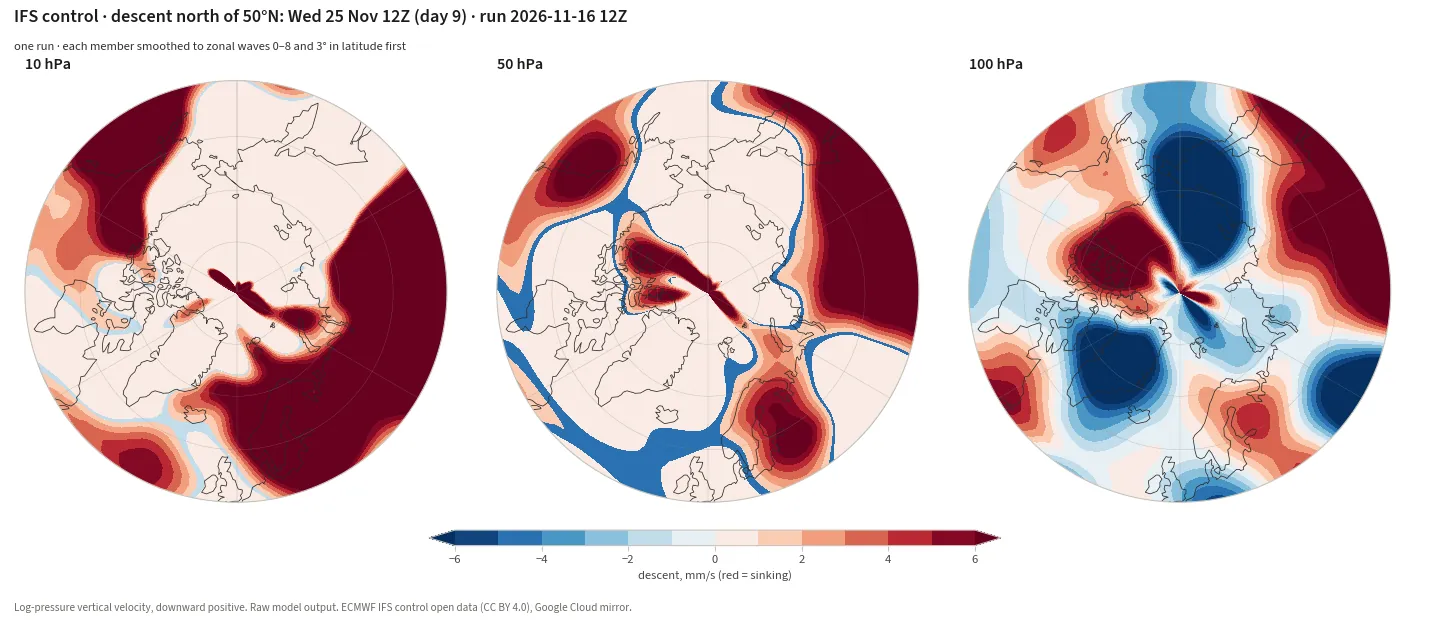 IFS control · descent north of 50°N: Wed 25 Nov 12Z (day 9) · run 2026-11-16 12Z
one run · each member smoothed to zonal waves 0–8 and 3° in latitude first
10 hPa
50 hPa
100 hPa
−6 −4 −2 0 2 4 6
descent, mm/s (red = sinking)
Log-pressure vertical velocity, downward positive. Raw model output. ECMWF IFS control open data (CC BY 4.0), Google Cloud mirror.